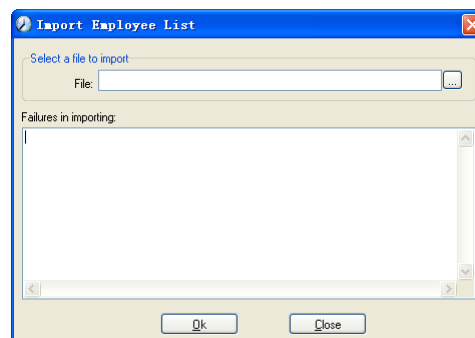 Import Employee List
Select a file to import
File:
...
Failures in importing:
Ok
Close